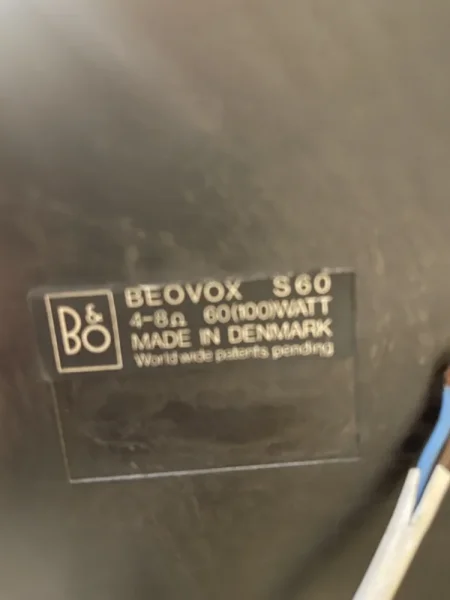 B&O
BEOVOX S60
4-8Ω 60(100)WATT
MADE IN DENMARK
World wide patents pending